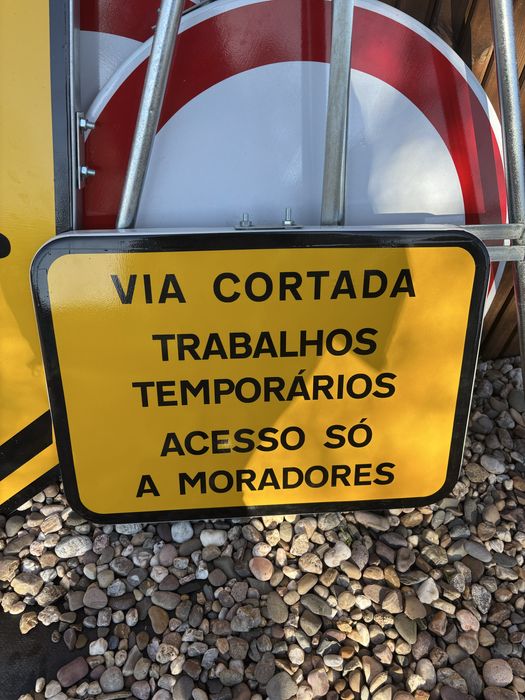 VIA CORTADA
TRABALHOS
TEMPORÁRIOS
ACESSO SÓ
A MORADORES